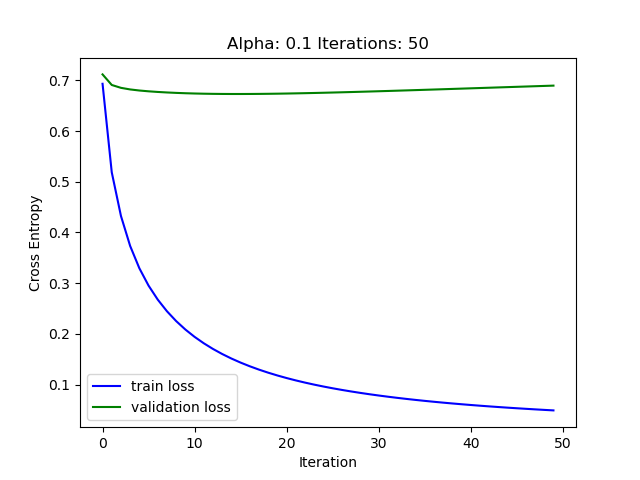 Alpha: 0.1 Iterations: 50
0.7
0.6
0.5
0.4
0.3
0.2
0.1
Cross Entropy
train loss
validation loss
0 10 20 30 40 50
Iteration